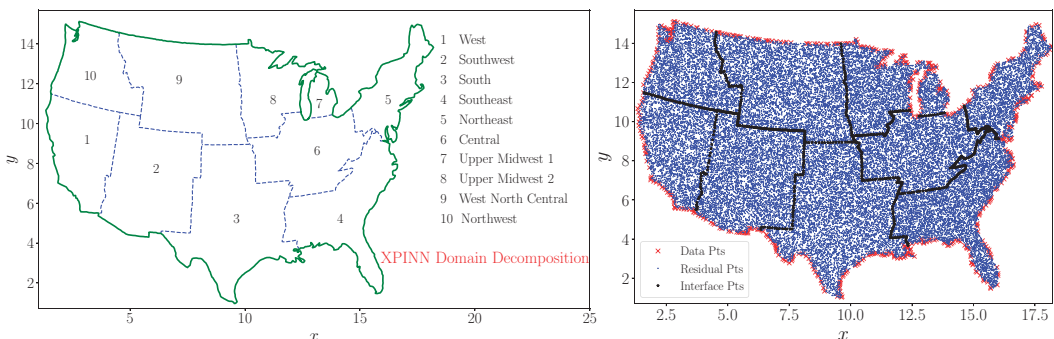 14
12
10
8
6
4
2
y
5
10
15
20
25
x
10
9
8
7
5
1
2
6
3
4
1 West
2 Southwest
3 South
4 Southeast
5 Northeast
6 Central
7 Upper Midwest 1
8 Upper Midwest 2
9 West North Central
10 Northwest
XPINN Domain Decomposition
14
12
10
8
6
4
2
y
Data Pts
Residual Pts
Interface Pts
2.5
5.0
7.5
10.0
12.5
15.0
17.5
x